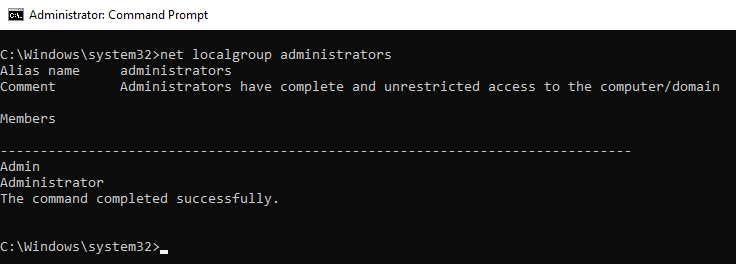 Administrator: Command Prompt
C:\Windows\system32>net localgroup administrators
Alias name     administrators
Comment        Administrators have complete and unrestricted access to the computer/domain
Members
-------------------------------------------------------------------------------
Admin
Administrator
The command completed successfully.
C:\Windows\system32>